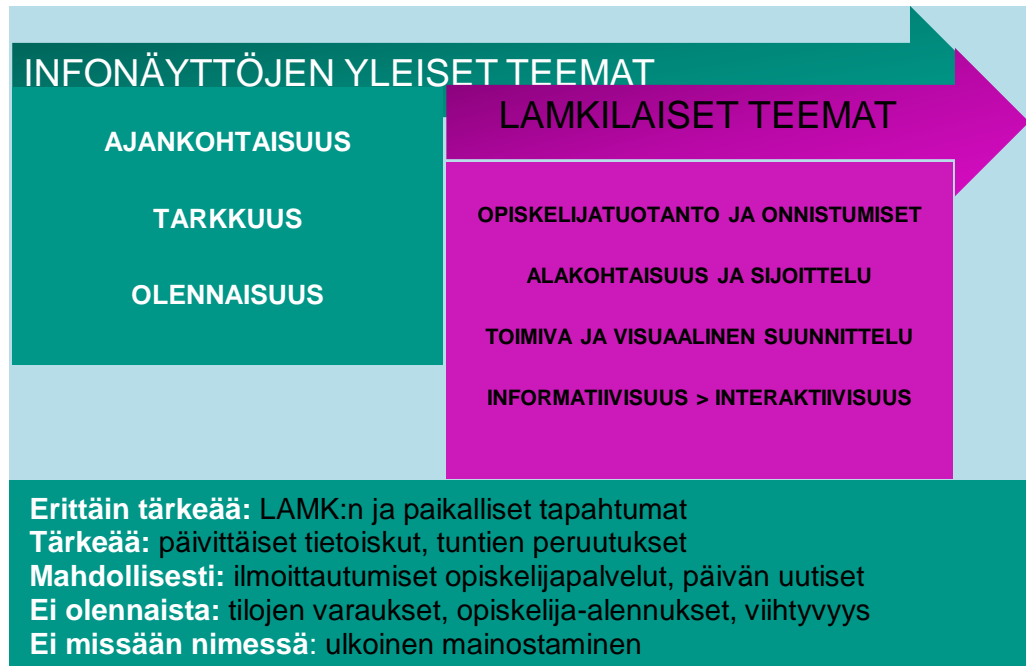 INFONÄYTTÖJEN YLEISET TEEMAT
AJANKOHTAISUUS
TARKKUUS
OLENNAISUUS
LAMKILAISET TEEMAT
OPISKELIJATUOTANTO JA ONNISTUMISET
ALAKOHTAISUUS JA SIJOITTELU
TOIMIVA JA VISUAALINEN SUUNNITTELU
INFORMATIIVISUUS > INTERAKTIIVISUUS
Erittäin tärkeää: LAMK:n ja paikalliset tapahtumat
Tärkeää: päivittäiset tietoiskut, tuntien peruutukset
Mahdollisesti: ilmoittautumiset opiskelijapalvelut, päivän uutiset
Ei olennaista: tilojen varaukset, opiskelija-alennukset, viihtyvyys
Ei missään nimessä: ulkoinen mainostaminen